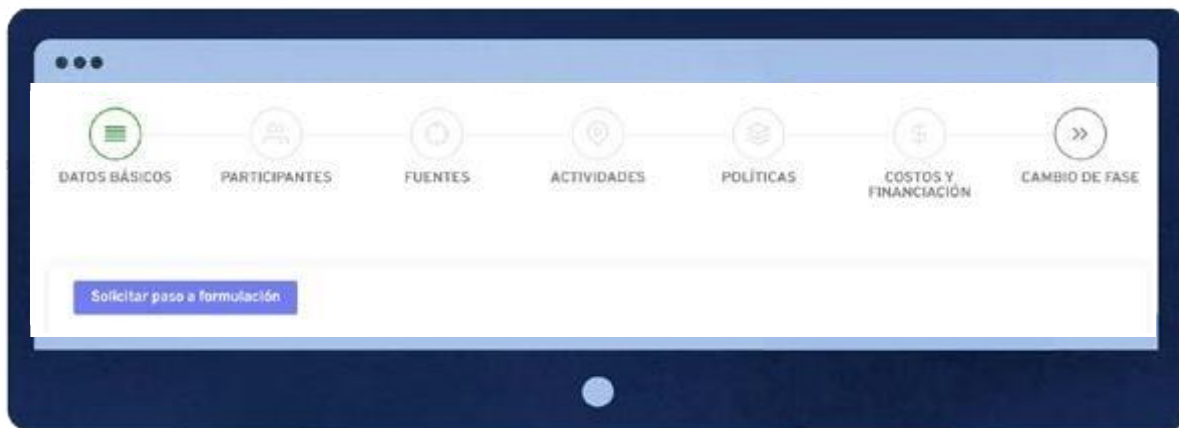 DATOS BÁSICOS
PARTICIPANTES
FUENTES
ACTIVIDADES
POLÍTICAS
COSTOS Y
FINANCIACIÓN
CAMBIO DE FASE
Solicitar paso a formulación